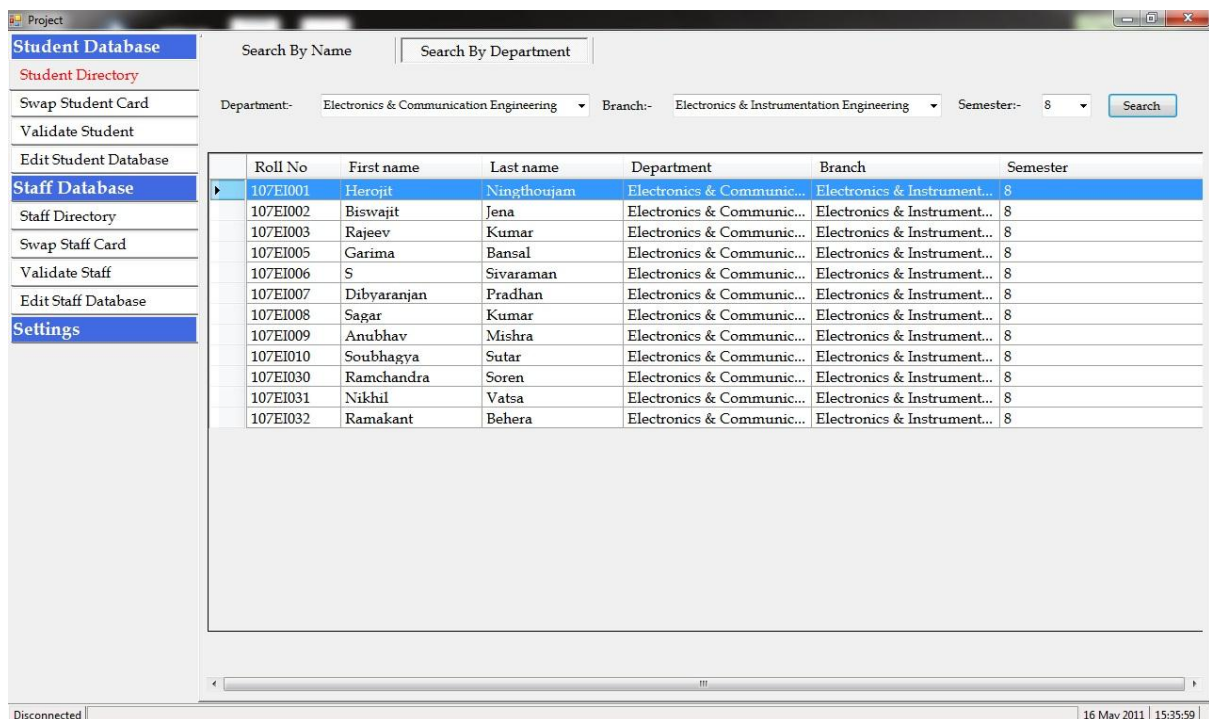 Project
Student Database
Student Directory
Swap Student Card
Validate Student
Edit Student Database
Staff Database
Staff Directory
Swap Staff Card
Validate Staff
Edit Staff Database
Settings
Search By Name Search By Department
Department:- Electronics & Communication Engineering Branch:- Electronics & Instrumentation Engineering Semester:- 8 Search
Roll No First name Last name Department Branch Semester
107EI001 Herojit Ningthoujam Electronics & Communic... Electronics & Instrument... 8
107EI002 Biswajit Jena Electronics & Communic... Electronics & Instrument... 8
107EI003 Rajeev Kumar Electronics & Communic... Electronics & Instrument... 8
107EI005 Garima Bansal Electronics & Communic... Electronics & Instrument... 8
107EI006 S Sivaraman Electronics & Communic... Electronics & Instrument... 8
107EI007 Dibyaranjan Pradhan Electronics & Communic... Electronics & Instrument... 8
107EI008 Sagar Kumar Electronics & Communic... Electronics & Instrument... 8
107EI009 Anubhav Mishra Electronics & Communic... Electronics & Instrument... 8
107EI010 Soubhagya Sutar Electronics & Communic... Electronics & Instrument... 8
107EI030 Ramchandra Soren Electronics & Communic... Electronics & Instrument... 8
107EI031 Nikhil Vatsa Electronics & Communic... Electronics & Instrument... 8
107EI032 Ramakant Behera Electronics & Communic... Electronics & Instrument... 8
Disconnected 16 May 2011 15:35:59